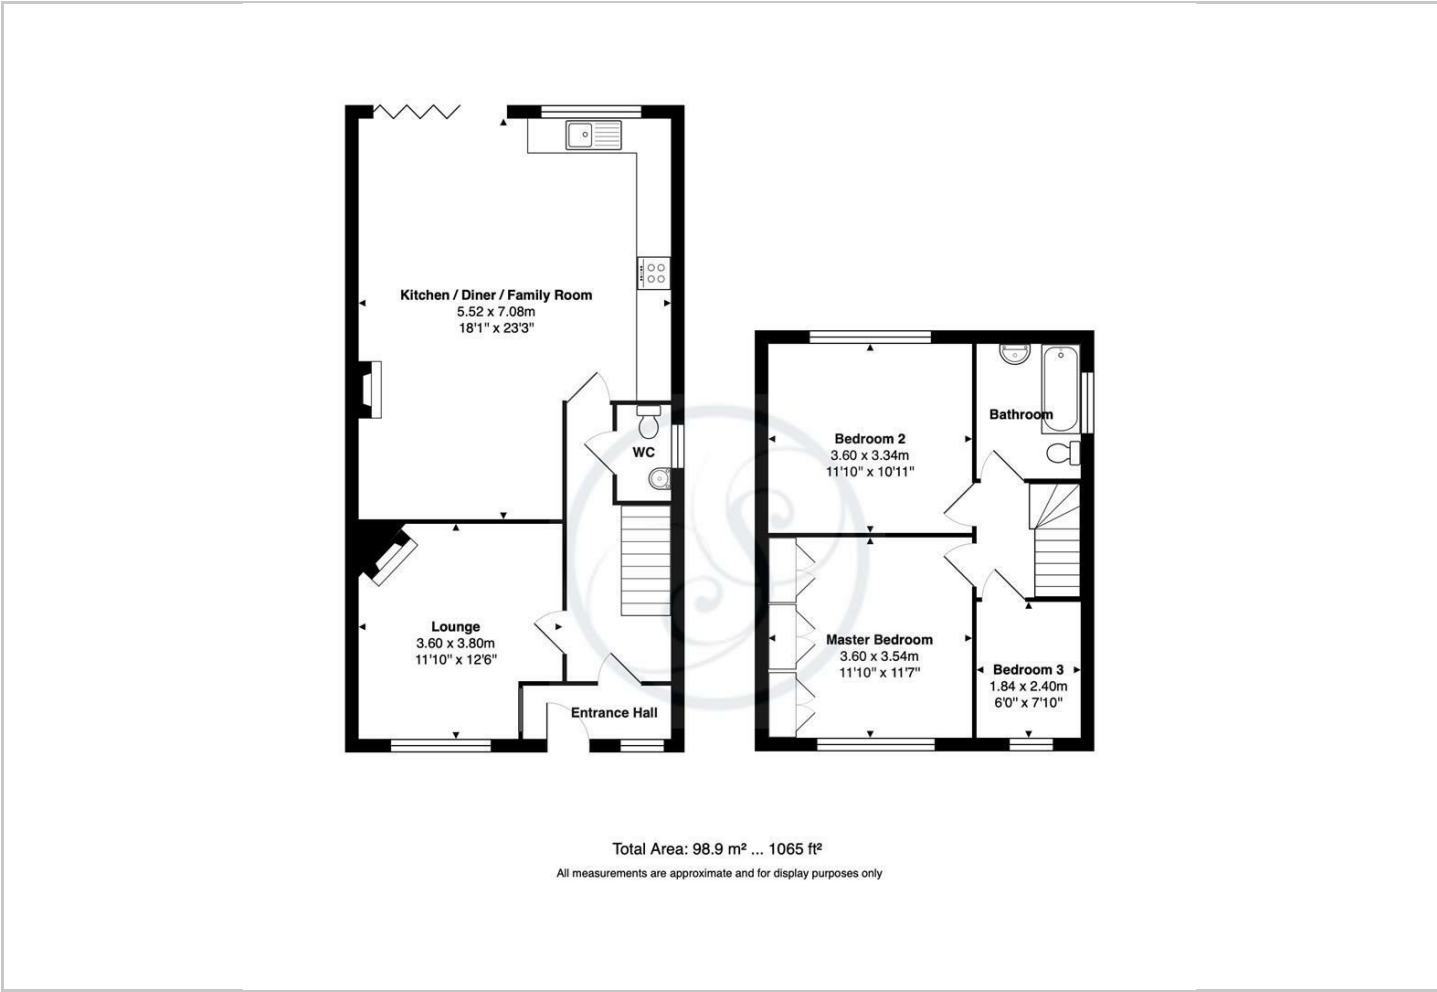 Kitchen / Diner / Family Room
5.52 x 7.08m
18'1" x 23'3"
WC
Lounge
3.60 x 3.80m
11'10" x 12'6"
Entrance Hall
Bedroom 2
3.60 x 3.34m
11'10" x 10'11"
Bathroom
Master Bedroom
3.60 x 3.54m
11'10" x 11'7"
Bedroom 3
1.84 x 2.40m
6'0" x 7'10"
Total Area: 98.9 m² ... 1065 ft²
All measurements are approximate and for display purposes only